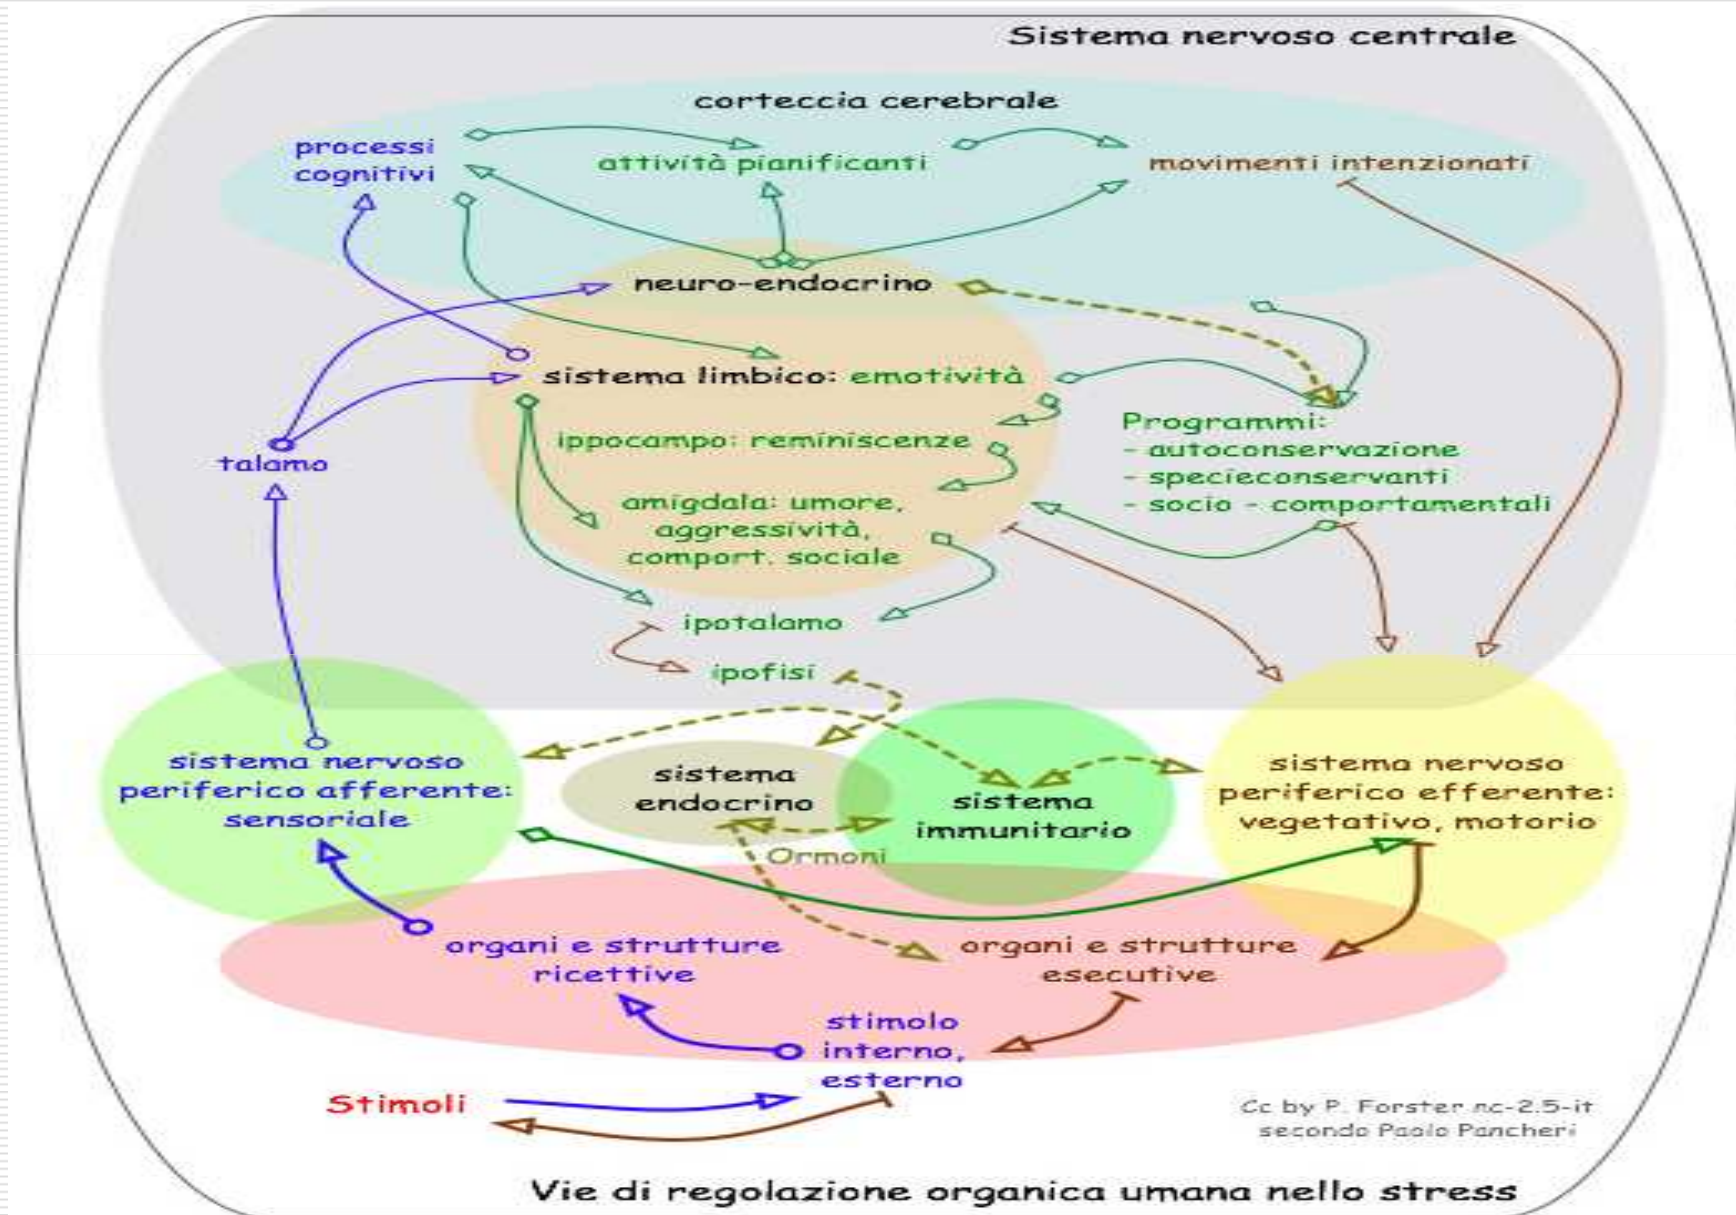 Sistema nervoso centrale
corteccia cerebrale
processi
cognitivi
attività pianificanti
movimenti intenzionati
neuro-endocrino
sistema limbico: emotività
ippocampo: reminiscenze
amigdala: umore,
aggressività,
comport. sociale
Programmi:
- autoconservazione
- specieconservanti
- socio - comportamentali
talamo
ipotalamo
ipofisi
sistema nervoso
periferico afferente:
sensoriale
sistema
endocrino
sistema
immunitario
sistema nervoso
periferico efferente:
vegetativo, motorio
Ormoni
organi e strutture
ricettive
organi e strutture
esecutive
stimolo
interno,
esterno
Stimoli
Cc by P. Forster nc-2.5-it
secondo Paolo Pancheri
Vie di regolazione organica umana nello stress